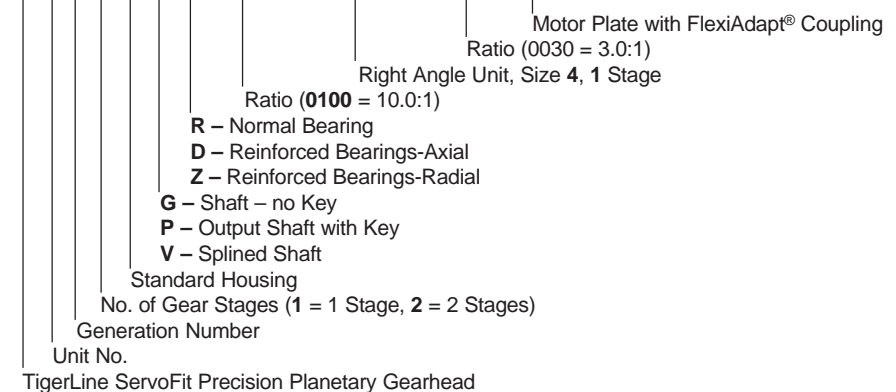 Motor Plate with FlexiAdapt® Coupling
Ratio (0030 = 3.0:1)
Right Angle Unit, Size 4, 1 Stage
Ratio (0100 = 10.0:1)
R – Normal Bearing
D – Reinforced Bearings-Axial
Z – Reinforced Bearings-Radial
G – Shaft – no Key
P – Output Shaft with Key
V – Splined Shaft
Standard Housing
No. of Gear Stages (1 = 1 Stage, 2 = 2 Stages)
Generation Number
Unit No.
TigerLine ServoFit Precision Planetary Gearhead